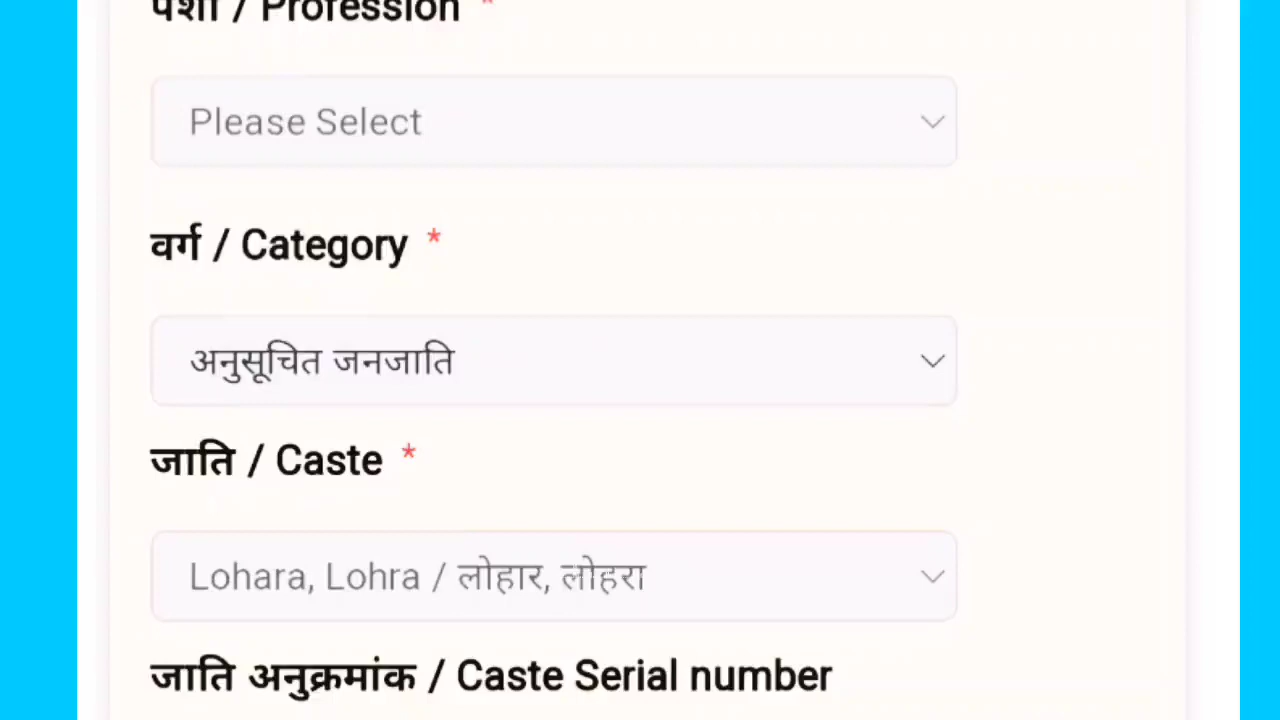 पेशा / Profession *
Please Select
वर्ग / Category *
अनुसूचित जनजाति
जाति / Caste *
Lohara, Lohra / लोहार, लोहरा
जाति अनुक्रमांक / Caste Serial number